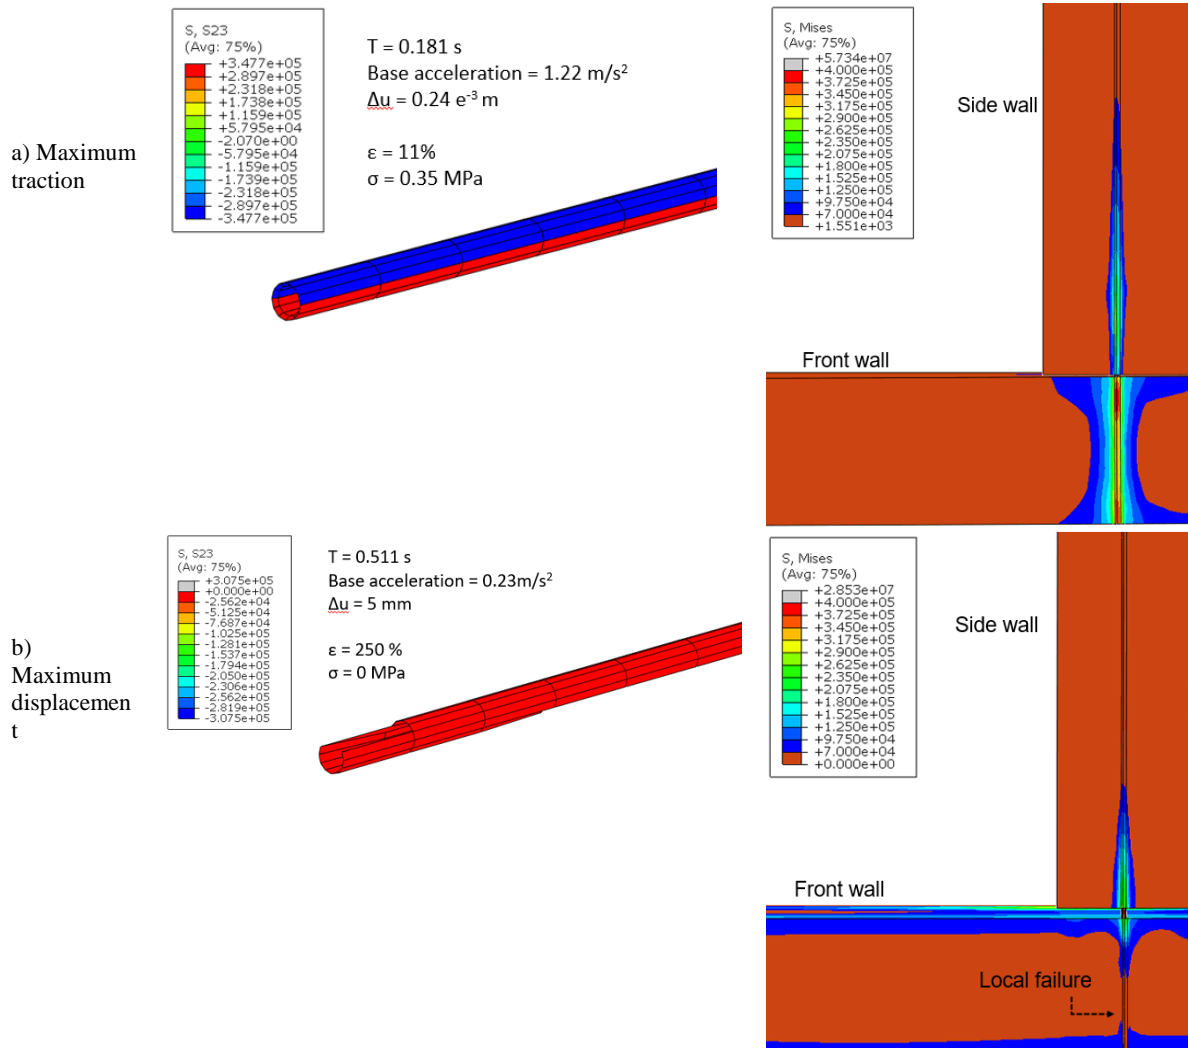 a) Maximum
traction
S, S23
(Avg: 75%)
+3.477e+05
+2.897e+05
+2.318e+05
+1.738e+05
+1.159e+05
+5.795e+04
-2.070e+00
-5.795e+04
-1.159e+05
-1.739e+05
-2.318e+05
-2.897e+05
-3.477e+05
T = 0.181 s
Base acceleration = 1.22 m/s²
Δu = 0.24 e⁻³ m
ε = 11%
σ = 0.35 MPa
S, Mises
(Avg: 75%)
+5.734e+07
+4.000e+05
+3.725e+05
+3.450e+05
+3.175e+05
+2.900e+05
+2.625e+05
+2.350e+05
+2.075e+05
+1.800e+05
+1.525e+05
+1.250e+05
+9.750e+04
+7.000e+04
+1.551e+03
Side wall
Front wall
b)
Maximum
displacemen
t
S, S23
(Avg: 75%)
+3.075e+05
+0.000e+00
-2.562e+04
-5.125e+04
-7.687e+04
-1.025e+05
-1.281e+05
-1.537e+05
-1.794e+05
-2.050e+05
-2.306e+05
-2.562e+05
-2.819e+05
-3.075e+05
T = 0.511 s
Base acceleration = 0.23m/s²
Δu = 5 mm
ε = 250 %
σ = 0 MPa
S, Mises
(Avg: 75%)
+2.853e+07
+4.000e+05
+3.725e+05
+3.450e+05
+3.175e+05
+2.900e+05
+2.625e+05
+2.350e+05
+2.075e+05
+1.800e+05
+1.525e+05
+1.250e+05
+9.750e+04
+7.000e+04
+0.000e+00
Side wall
Front wall
Local failure